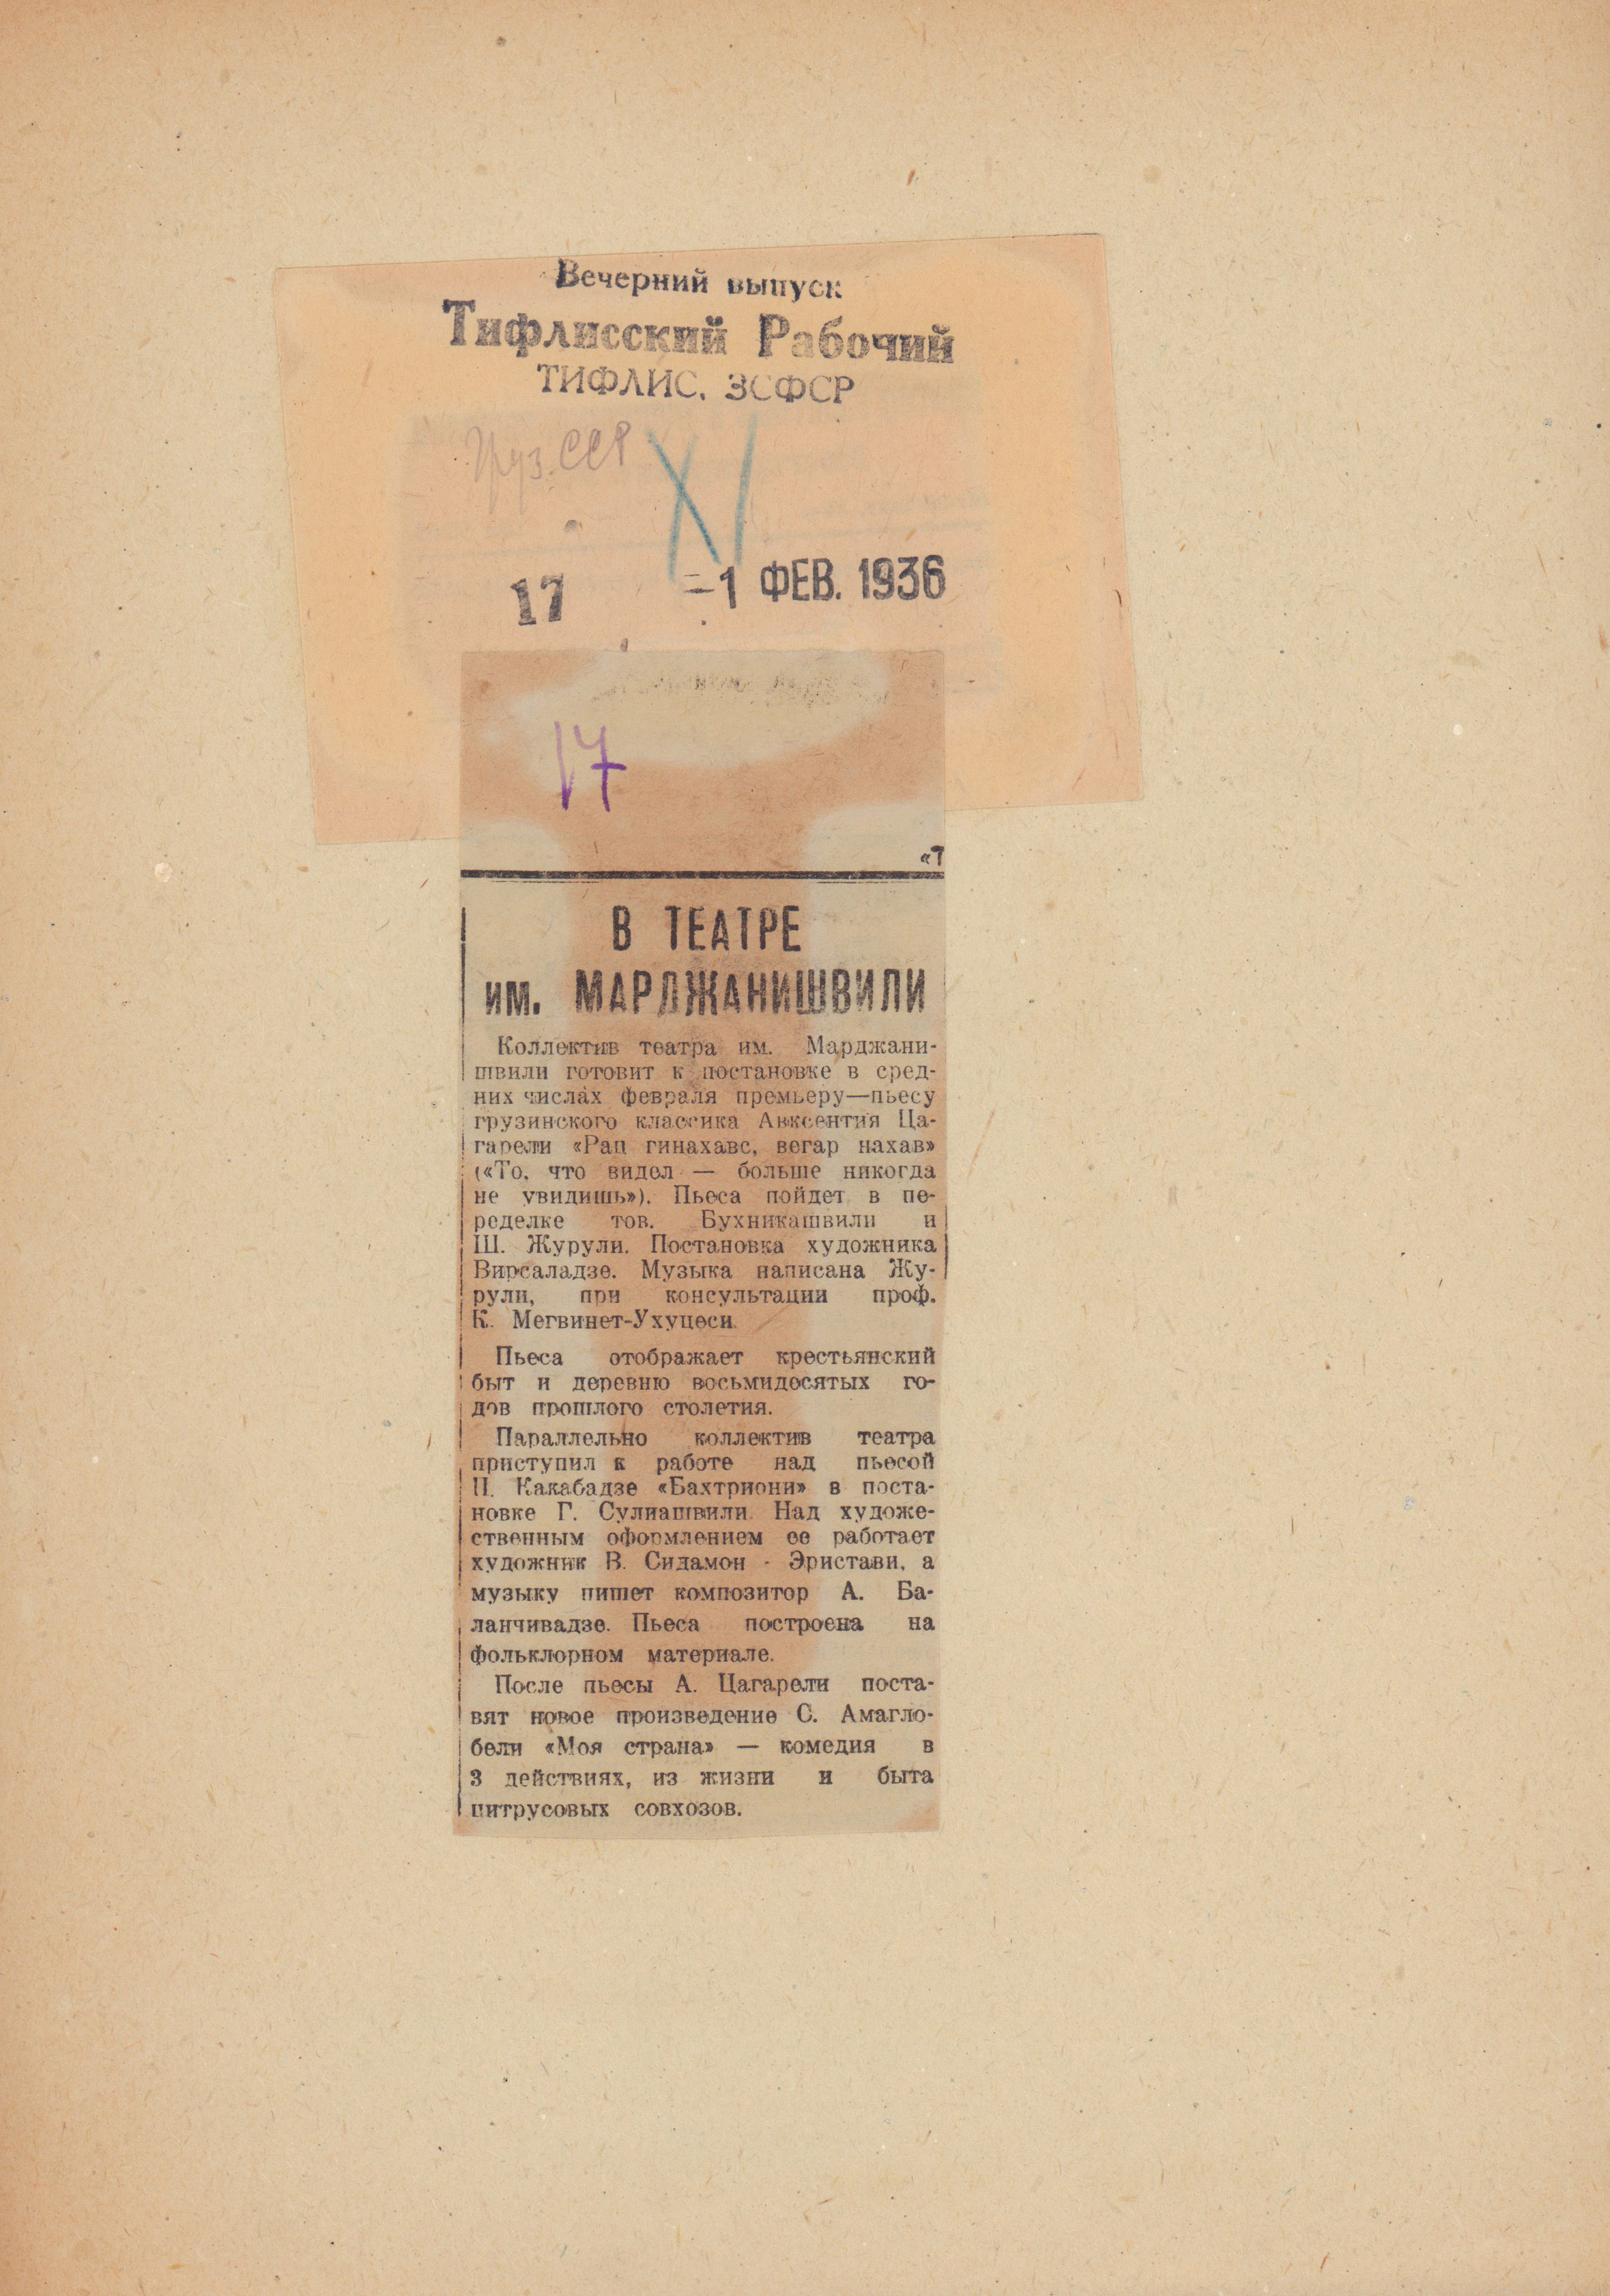 Вечерний выпуск
Тифлисский Рабочий
ТИФЛИС, ЗСФСР
Груз. ССР
XI
17 -1 ФЕВ. 1936
17
«Т
В ТЕАТРЕ
им. МАРДЖАНИШВИЛИ
Коллектив театра им. Марджани-
швили готовит к постановке в сред-
них числах февраля премьеру—пьесу
грузинского классика Авксентия Ца-
гарели «Рац гинахавс, вегар нахав»
(«То, что видел — больше никогда
не увидишь»). Пьеса пойдет в пе-
ределке тов. Бухникашвили и
Ш. Журули. Постановка художника
Вирсаладзе. Музыка написана Жу-
рули, при консультации проф.
К. Мегвинет-Ухуцеси.
Пьеса отображает крестьянский
быт и деревню восьмидесятых го-
дов прошлого столетия.
Параллельно коллектив театра
приступил к работе над пьесой
П. Какабадзе «Бахтриони» в поста-
новке Г. Сулиашвили. Над художе-
ственным оформлением ее работает
художник В. Сидамон - Эристави, а
музыку пишет композитор А. Ба-
ланчивадзе. Пьеса построена на
фольклорном материале.
После пьесы А. Цагарели поста-
вят новое произведение С. Амагло-
бели «Моя страна» — комедия в
3 действиях, из жизни и быта
цитрусовых совхозов.